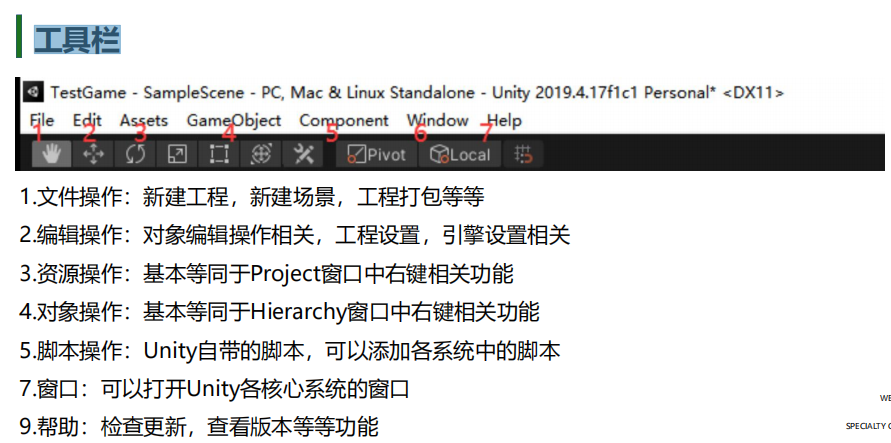 工具栏
TestGame - SampleScene - PC, Mac & Linux Standalone - Unity 2019.4.17f1c1 Personal* <DX11>
File Edit Assets GameObject Component Window Help
1 2 3 4 5 6 7
Pivot Local
1.文件操作：新建工程，新建场景，工程打包等等
2.编辑操作：对象编辑操作相关，工程设置，引擎设置相关
3.资源操作：基本等同于Project窗口中右键相关功能
4.对象操作：基本等同于Hierarchy窗口中右键相关功能
5.脚本操作：Unity自带的脚本，可以添加各系统中的脚本
7.窗口：可以打开Unity各核心系统的窗口
WE
9.帮助：检查更新，查看版本等等功能
SPECIALTY